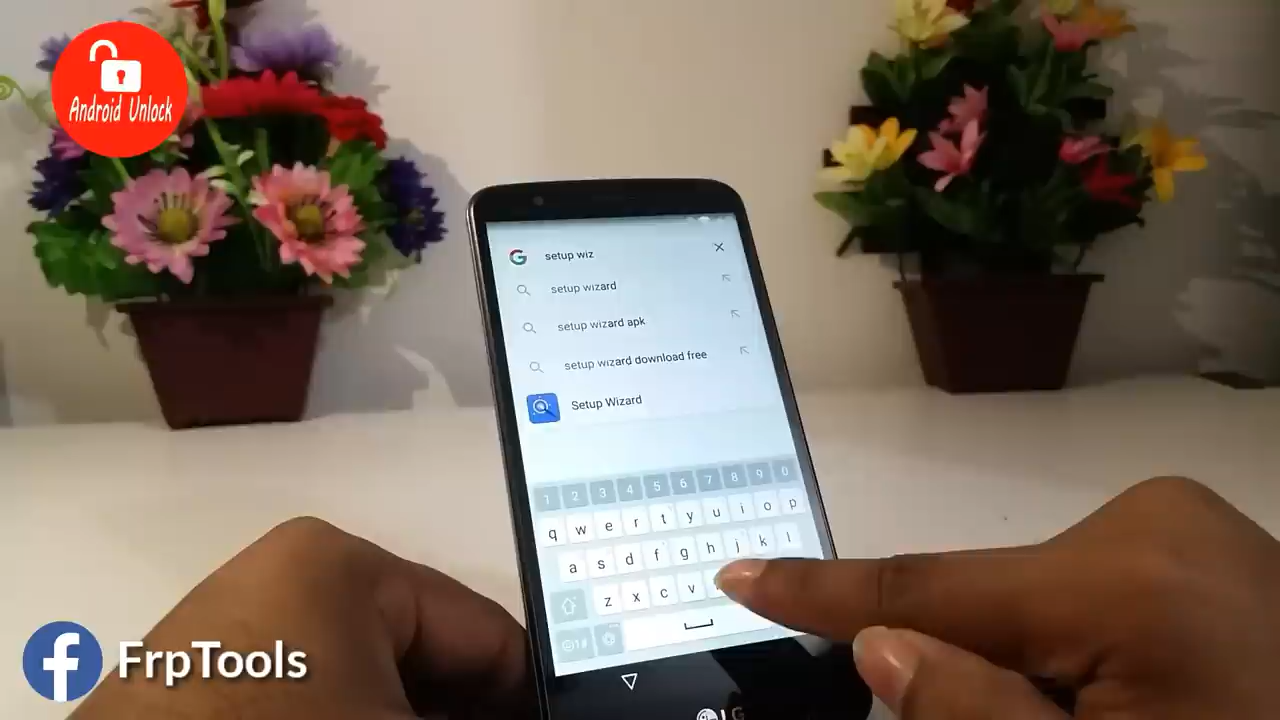 Android Unlock
setup wiz
setup wizard
setup wizard apk
setup wizard download free
Setup Wizard
1 2 3 4 5 6 7 8 9 0
q w e r t y u i o p
a s d f g h j k l
z x c v
LG
FrpTools